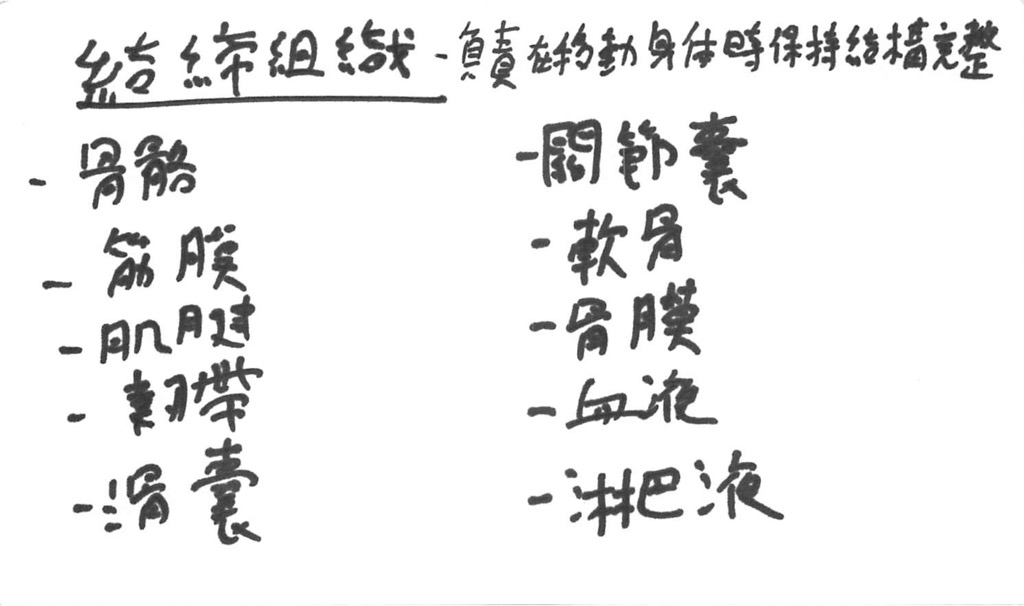 結締組織 - 負責在移動身体時保持結構完整
- 骨骼
- 筋膜
- 肌腱
- 韌帶
- 滑囊
- 關節囊
- 軟骨
- 骨膜
- 血液
- 淋巴液